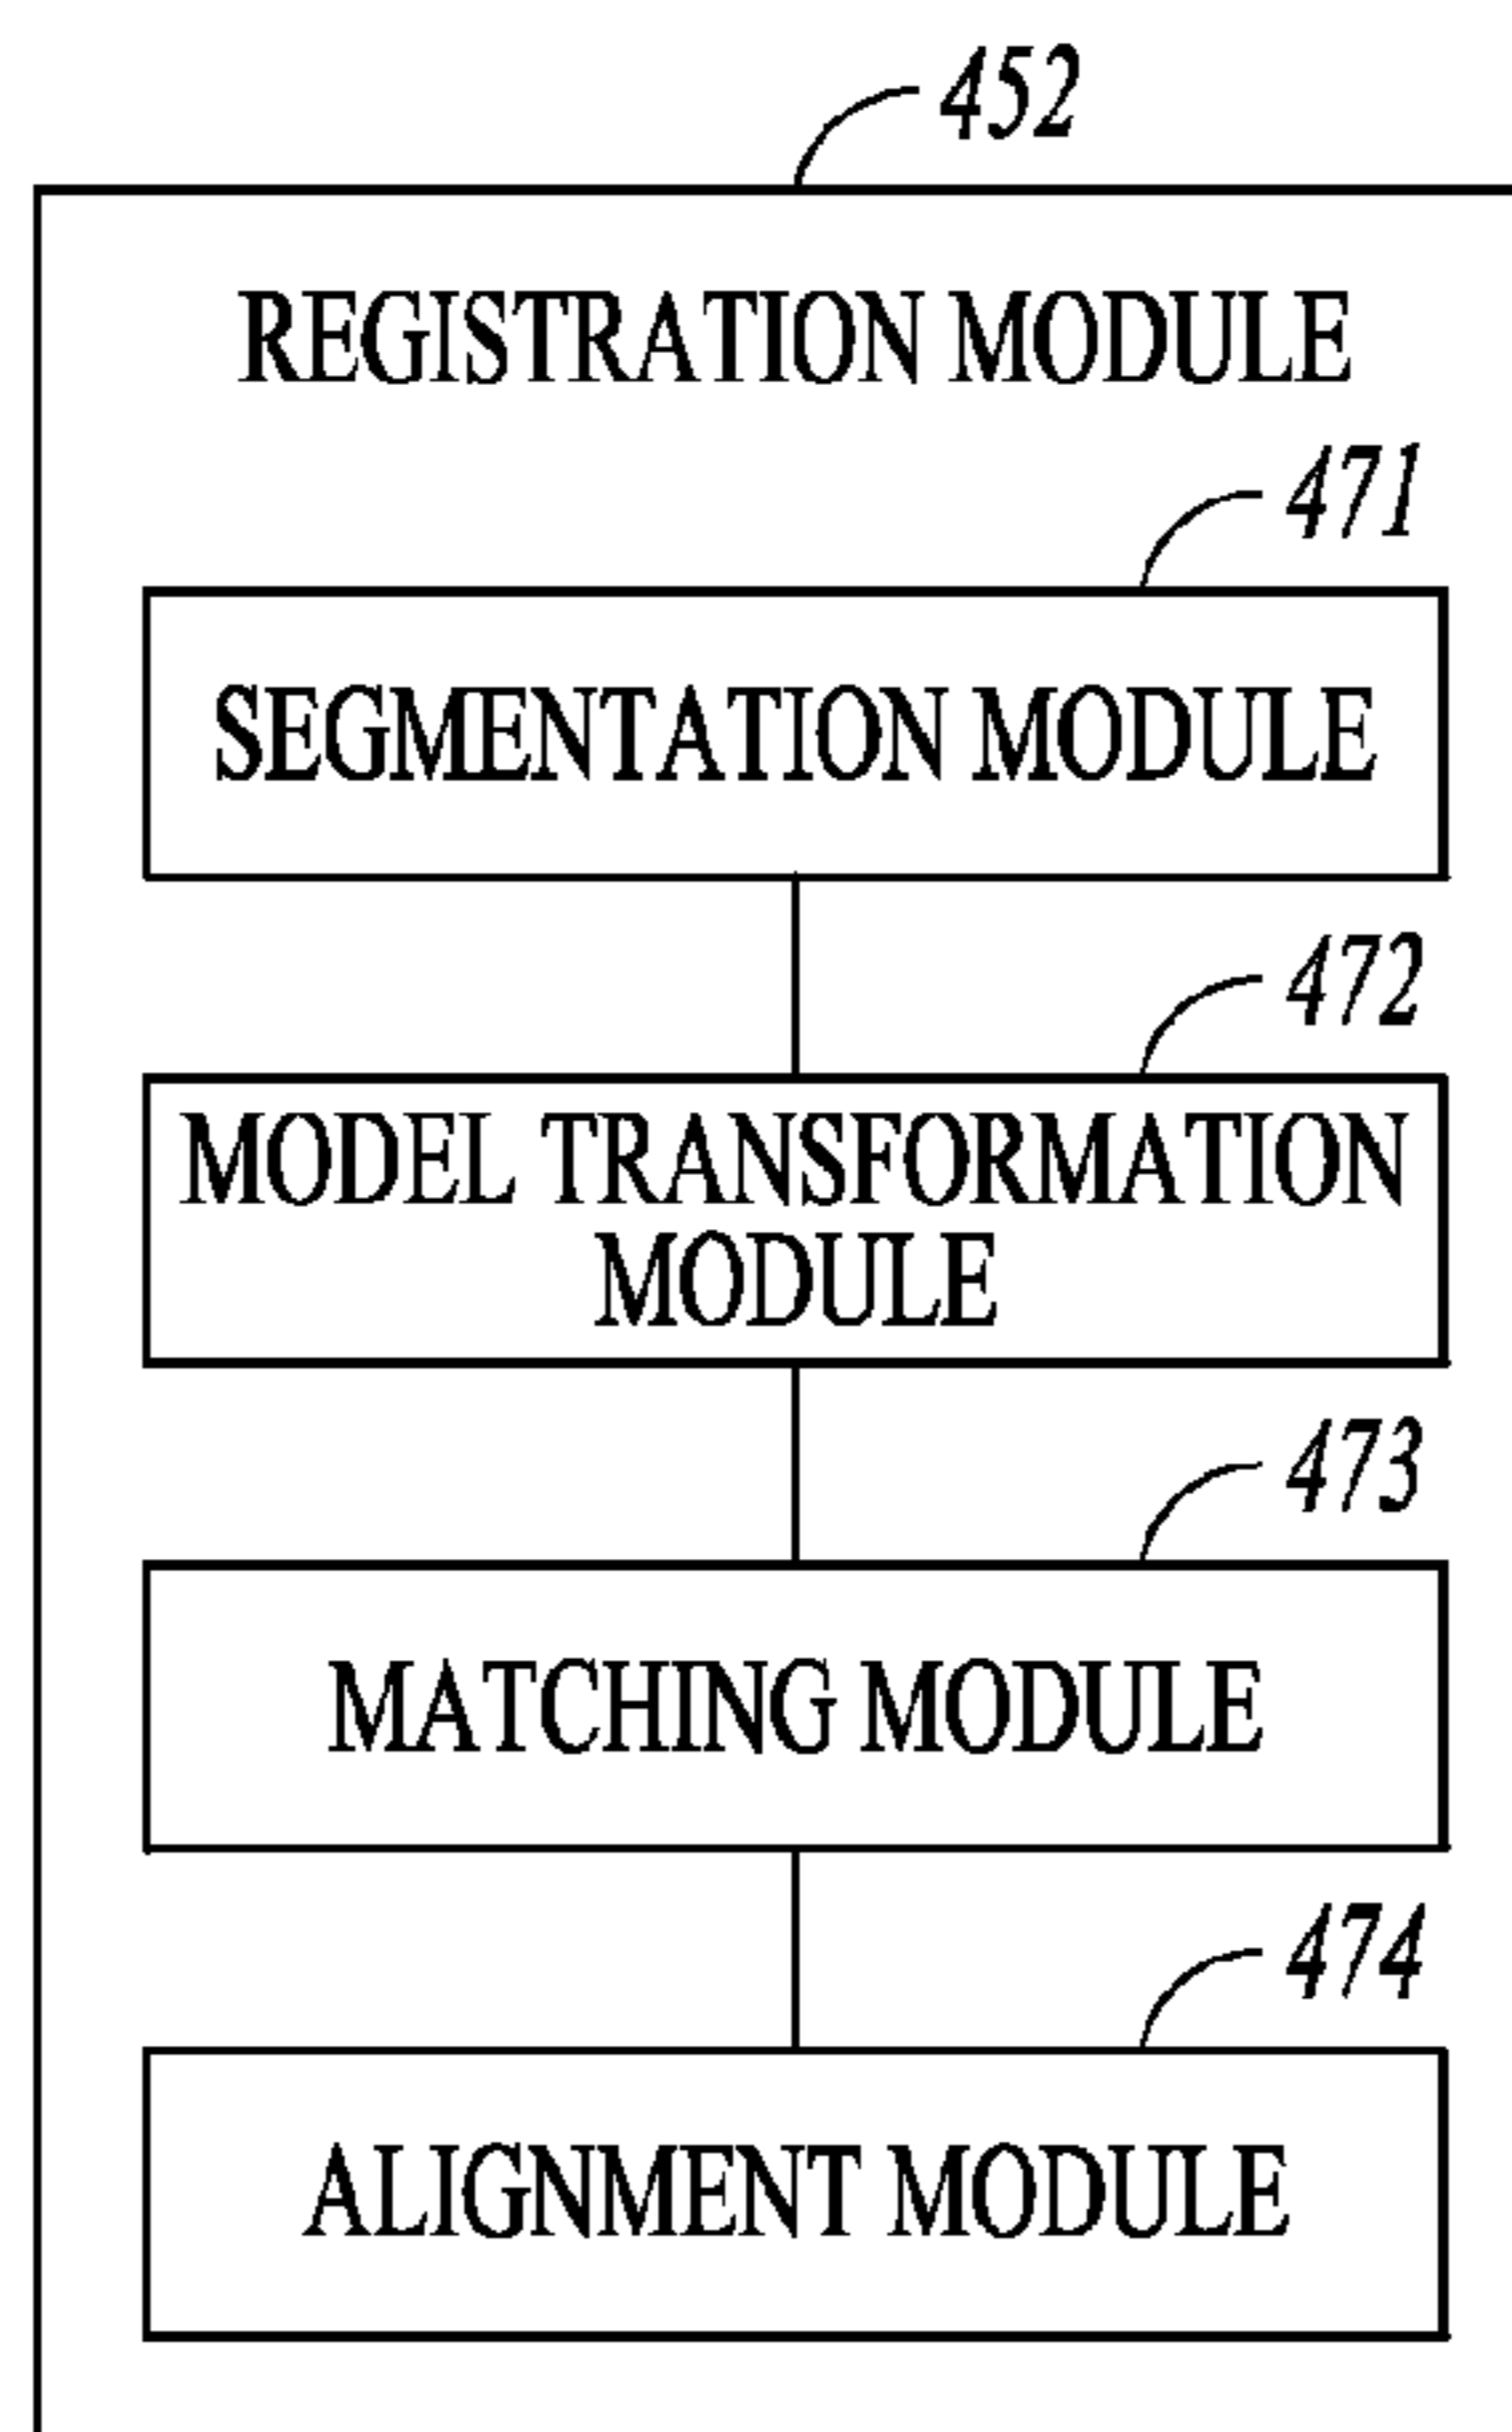 452
REGISTRATION MODULE
471
SEGMENTATION MODULE
472
MODEL TRANSFORMATION
MODULE
473
MATCHING MODULE
474
ALIGNMENT MODULE